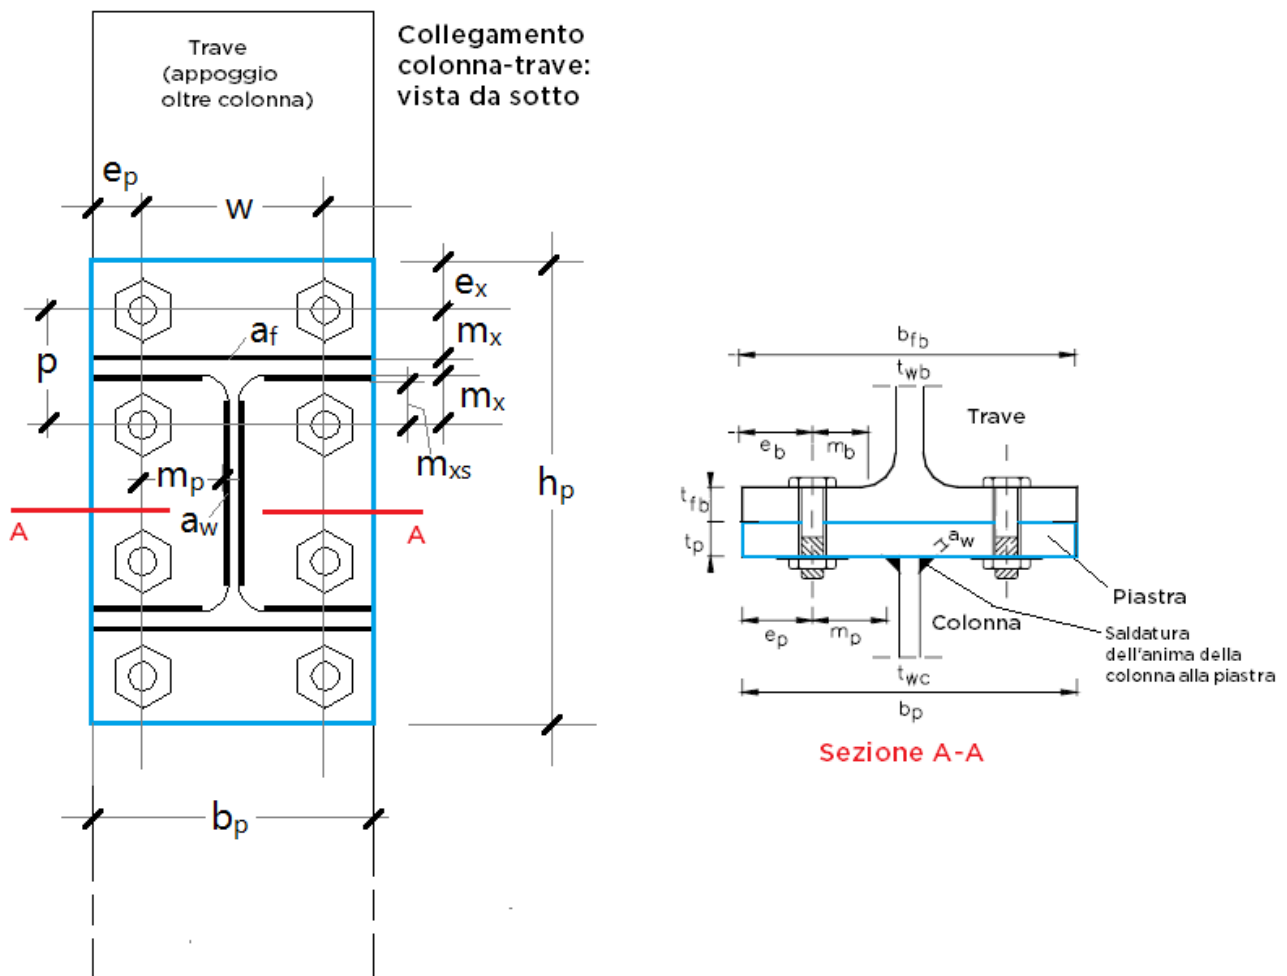 Trave
(appoggio
oltre colonna)
Collegamento
colonna-trave:
vista da sotto
ep
w
ex
af
mx
p
mx
mxs
mp
hp
aw
A
A
bp
bfb
twb
Trave
eb
mb
tfb
tp
aw
Piastra
ep
mp
Colonna
Saldatura
dell'anima della
colonna alla piastra
twc
bp
Sezione A-A